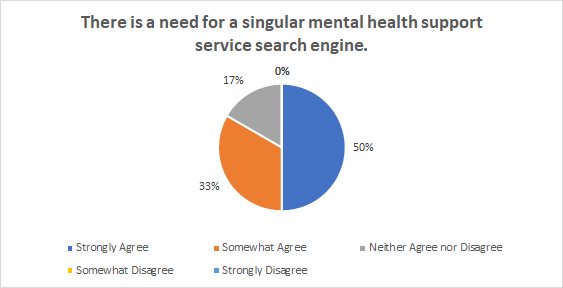 There is a need for a singular mental health support
service search engine.
0%
17%
50%
33%
Strongly Agree
Somewhat Agree
Neither Agree nor Disagree
Somewhat Disagree
Strongly Disagree